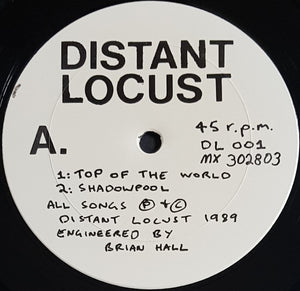 DISTANT
LOCUST
A.
45 r.p.m.
DL 001
MX 302803
1: TOP OF THE WORLD
2: SHADOWPOOL
ALL SONGS Ⓟ & Ⓒ
DISTANT LOCUST 1989
ENGINEERED BY
BRIAN HALL